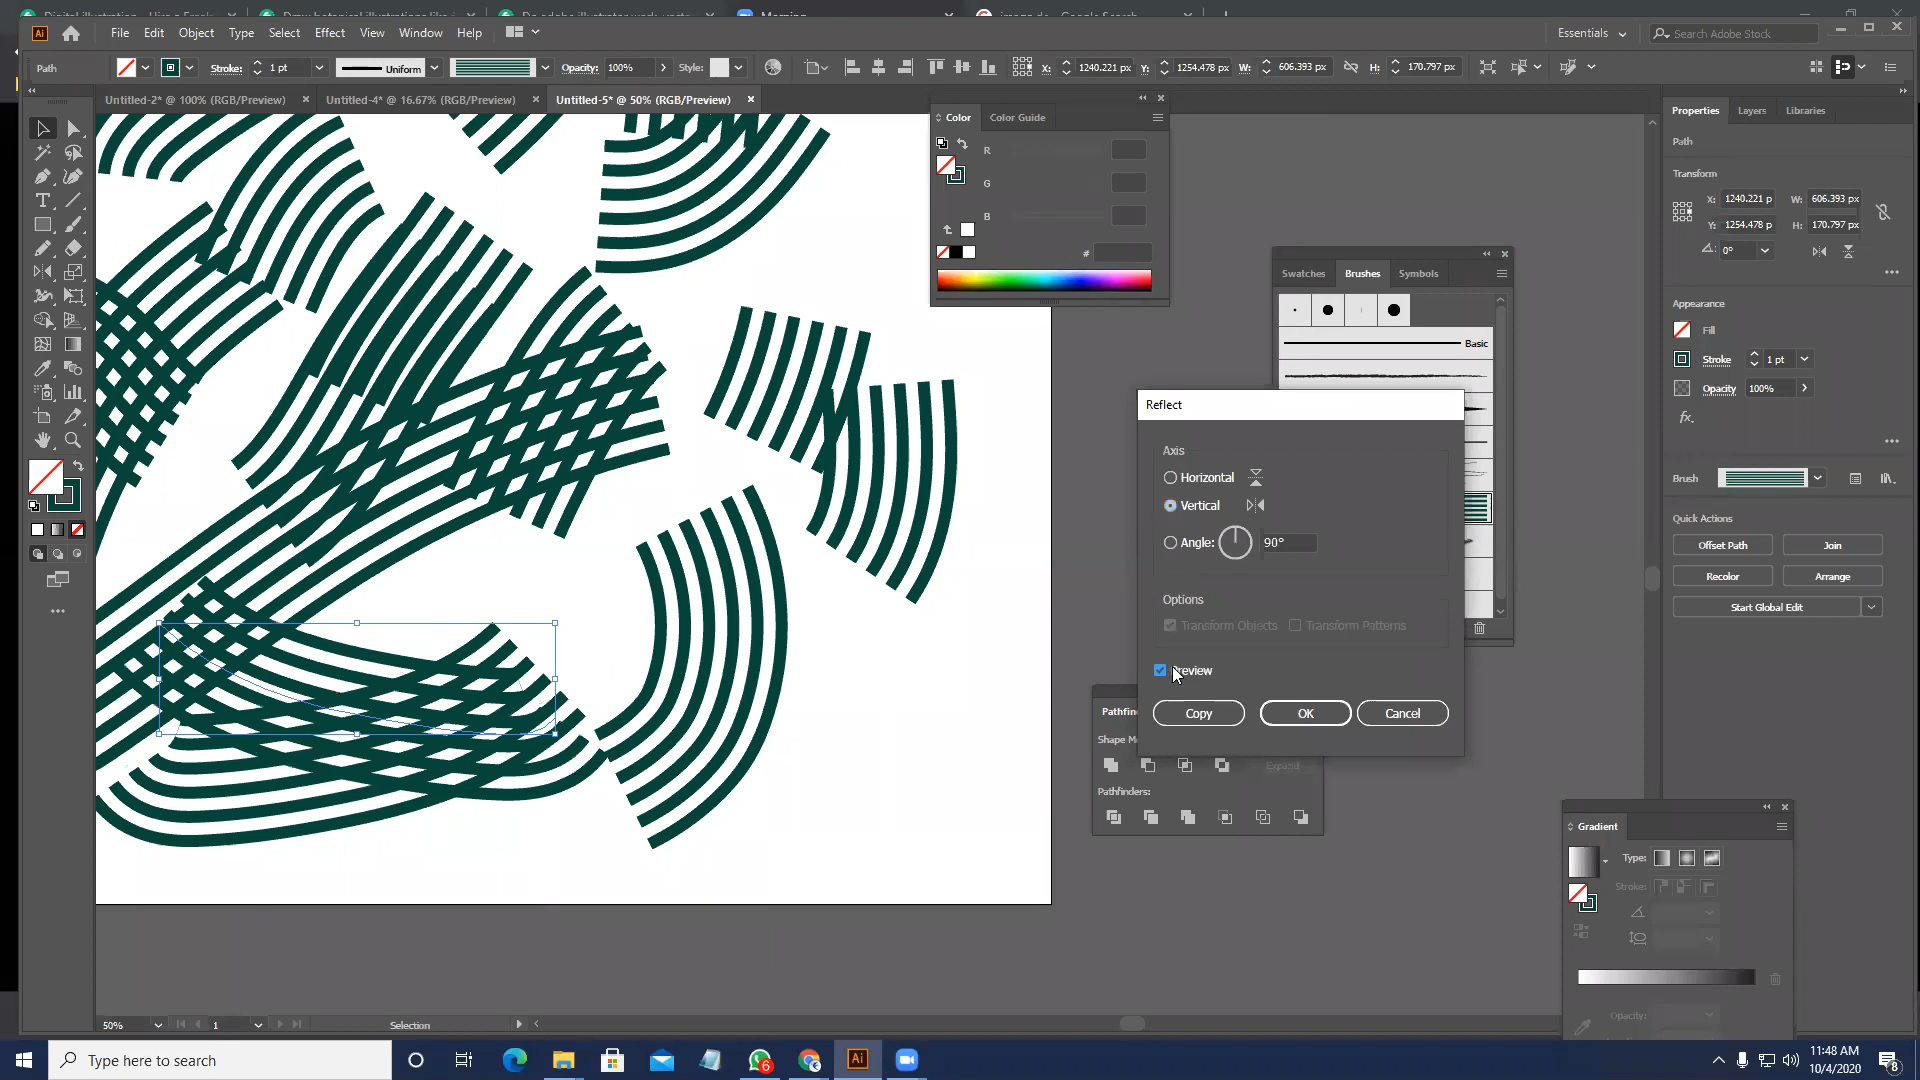 Ai File Edit Object Type Select Effect View Window Help Essentials Search Adobe Stock
Path Stroke: 1 pt Uniform Opacity: 100% Style: X: 1240.221 px Y: 1254.478 px W: 606.393 px H: 170.797 px
Untitled-2* @ 100% (RGB/Preview) Untitled-4* @ 16.67% (RGB/Preview) Untitled-5* @ 50% (RGB/Preview)
Color Color Guide
R
G
B
#
Swatches Brushes Symbols
Basic
Reflect
Axis
Horizontal
Vertical
Angle: 90°
Options
Transform Objects Transform Patterns
Preview
Copy OK Cancel
Shape M
Expand
Pathfinders:
Properties Layers Libraries
Path
Transform
X: 1240.221 p W: 606.393 px
Y: 1254.478 p H: 170.797 px
0°
Appearance
Fill
Stroke 1 pt
Opacity 100%
fx.
Brush
Quick Actions
Offset Path Join
Recolor Arrange
Start Global Edit
Gradient
Type:
Stroke:
Opacity:
50% 1 Selection
Type here to search
6
Ai
11:48 AM
10/4/2020
8